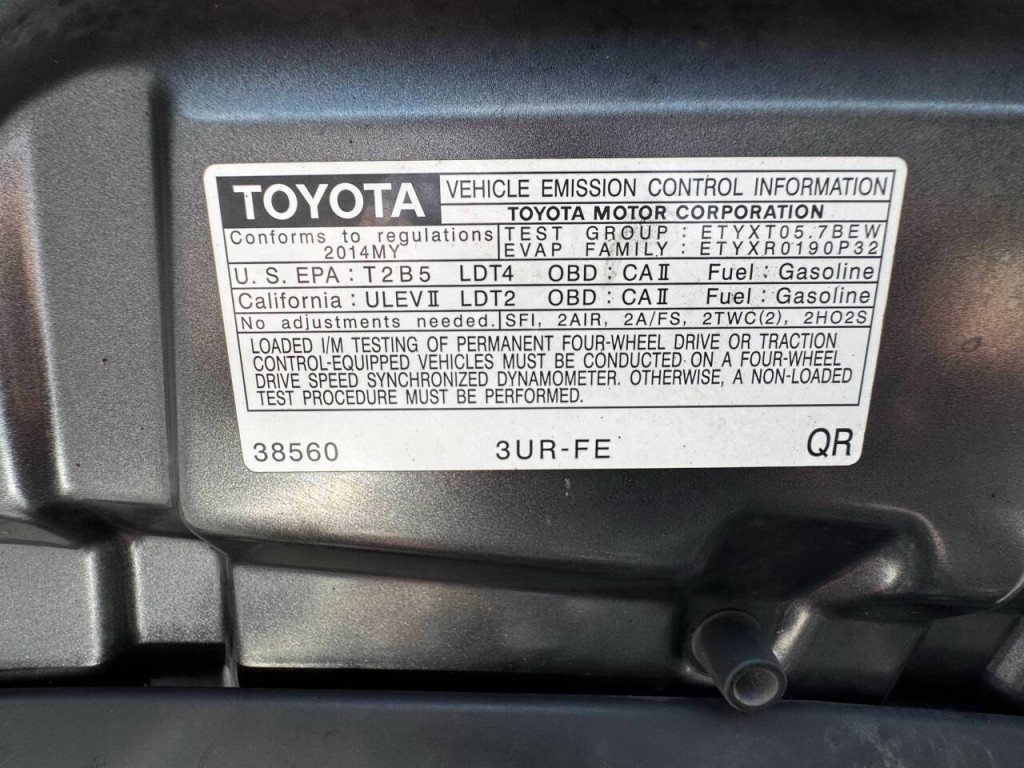 TOYOTA
VEHICLE EMISSION CONTROL INFORMATION
TOYOTA MOTOR CORPORATION
Conforms to regulations
2014MY
TEST GROUP : ETYXT05.7BEW
EVAP FAMILY : ETYXR0190P32
U.S. EPA : T2B5 LDT4 OBD : CAⅡ Fuel : Gasoline
California : ULEVⅡ LDT2 OBD : CAⅡ Fuel : Gasoline
No adjustments needed. SFI, 2AIR, 2A/FS, 2TWC(2), 2HO2S
LOADED I/M TESTING OF PERMANENT FOUR-WHEEL DRIVE OR TRACTION
CONTROL-EQUIPPED VEHICLES MUST BE CONDUCTED ON A FOUR-WHEEL
DRIVE SPEED SYNCHRONIZED DYNAMOMETER. OTHERWISE, A NON-LOADED
TEST PROCEDURE MUST BE PERFORMED.
38560 3UR-FE QR